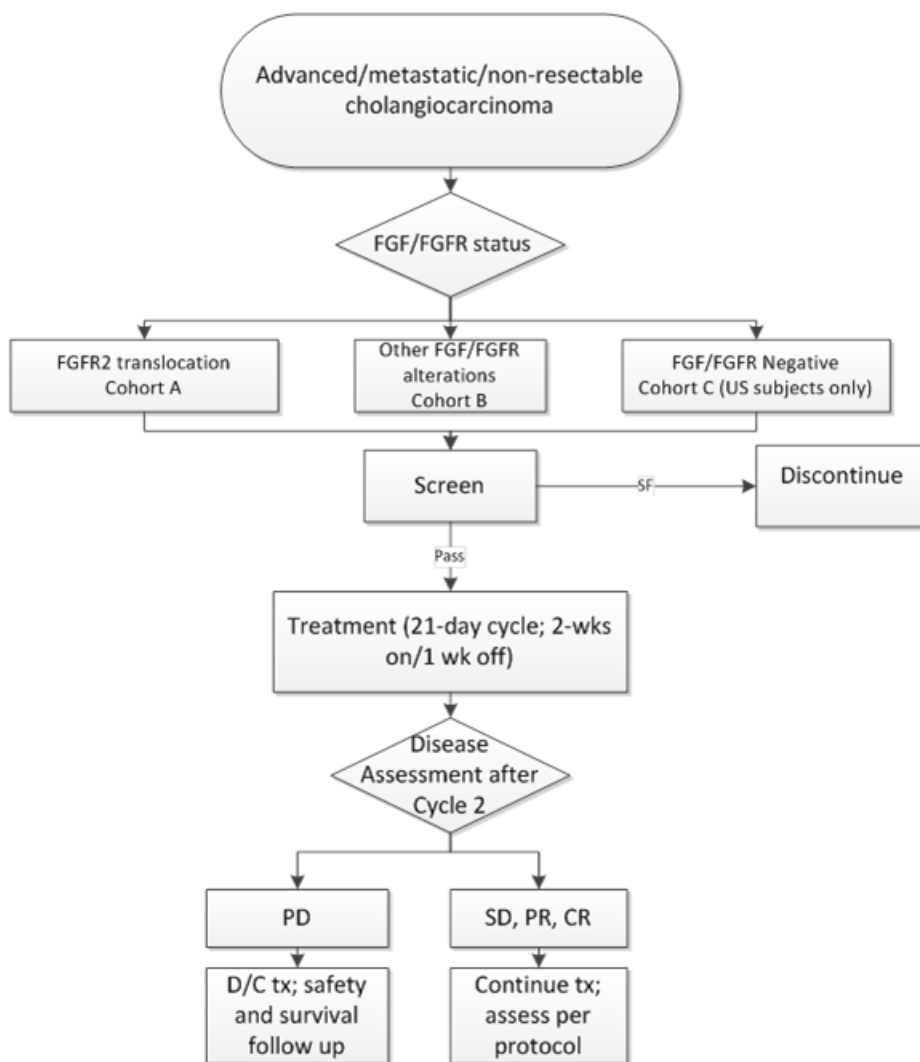 Advanced/metastatic/non-resectable
cholangiocarcinoma
FGF/FGFR status
FGFR2 translocation
Cohort A
Other FGF/FGFR
alterations
Cohort B
FGF/FGFR Negative
Cohort C (US subjects only)
Screen
SF
Discontinue
Pass
Treatment (21-day cycle; 2-wks
on/1 wk off)
Disease
Assessment after
Cycle 2
PD
SD, PR, CR
D/C tx; safety
and survival
follow up
Continue tx;
assess per
protocol